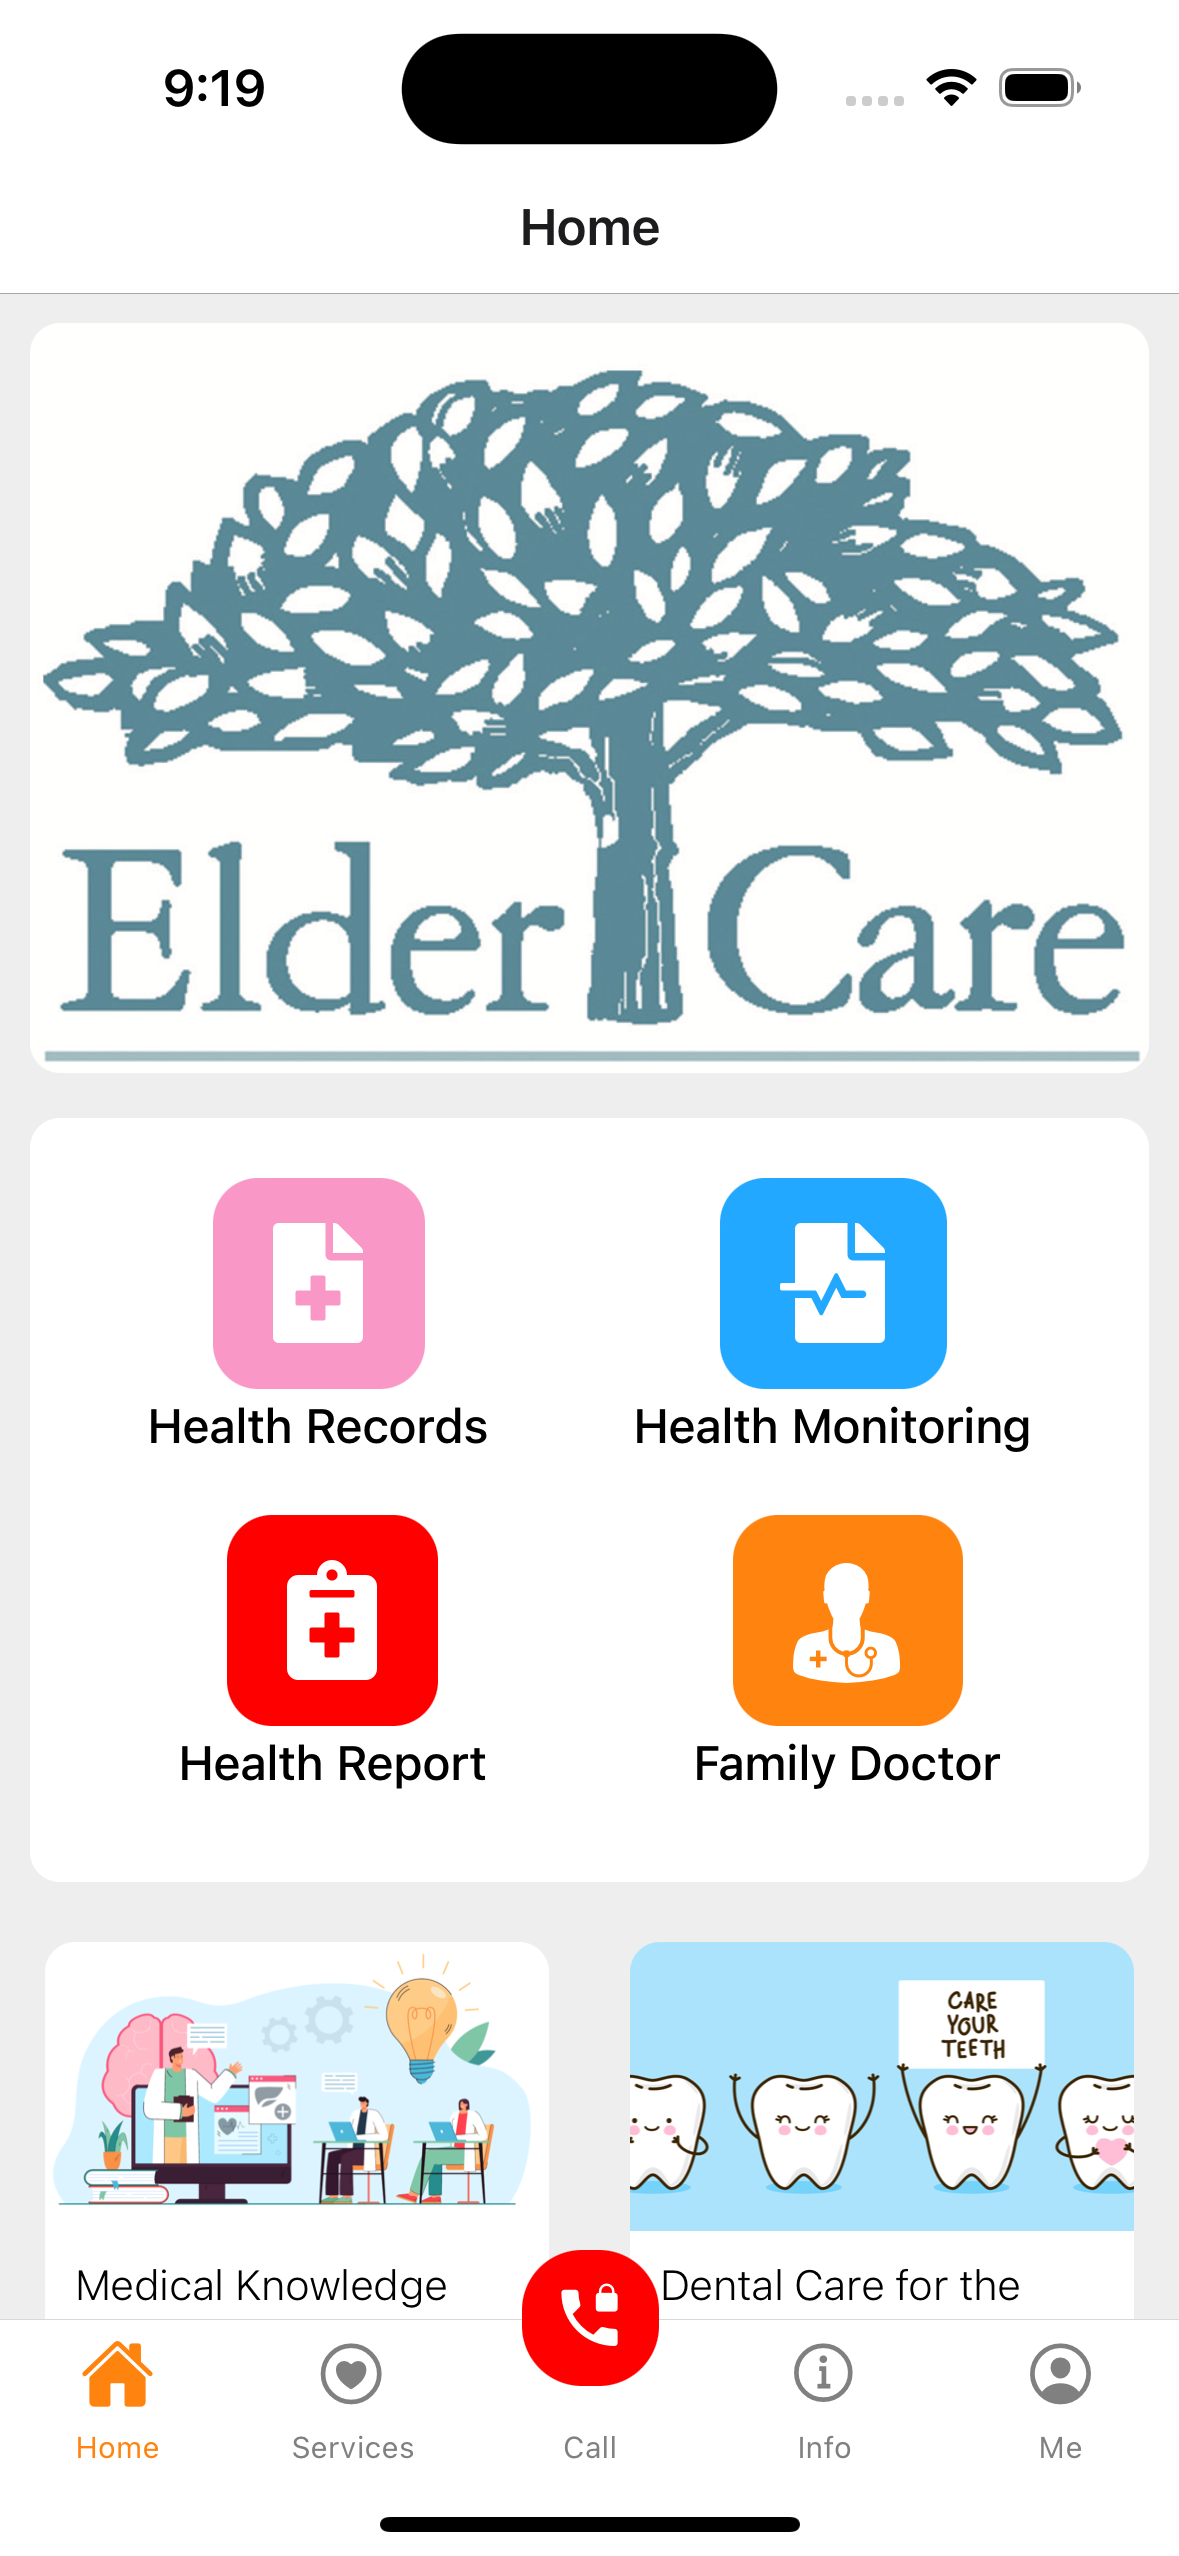 9:19
Home
Elder Care
Health Records
Health Monitoring
Health Report
Family Doctor
CARE
YOUR
TEETH
Medical Knowledge
Dental Care for the
Home
Services
Call
Info
Me